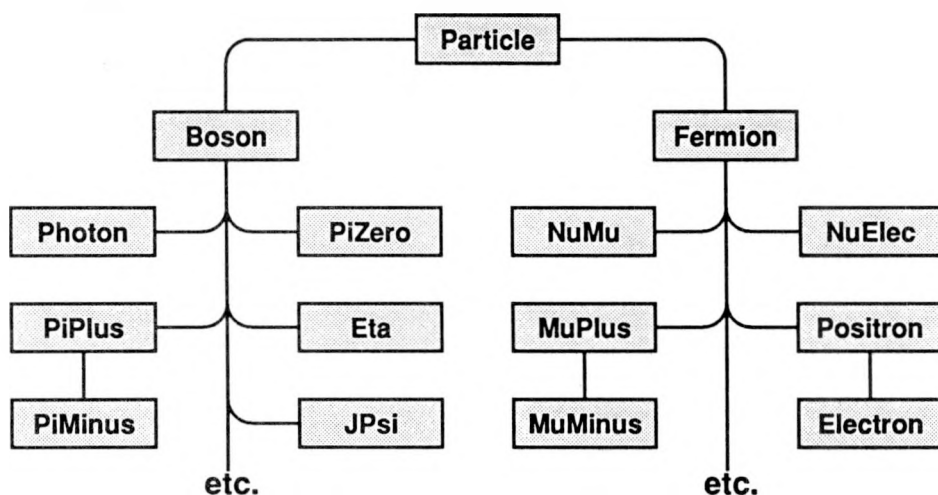 Particle
Boson
Fermion
Photon
PiZero
NuMu
NuElec
PiPlus
Eta
MuPlus
Positron
PiMinus
JPsi
MuMinus
Electron
etc.
etc.